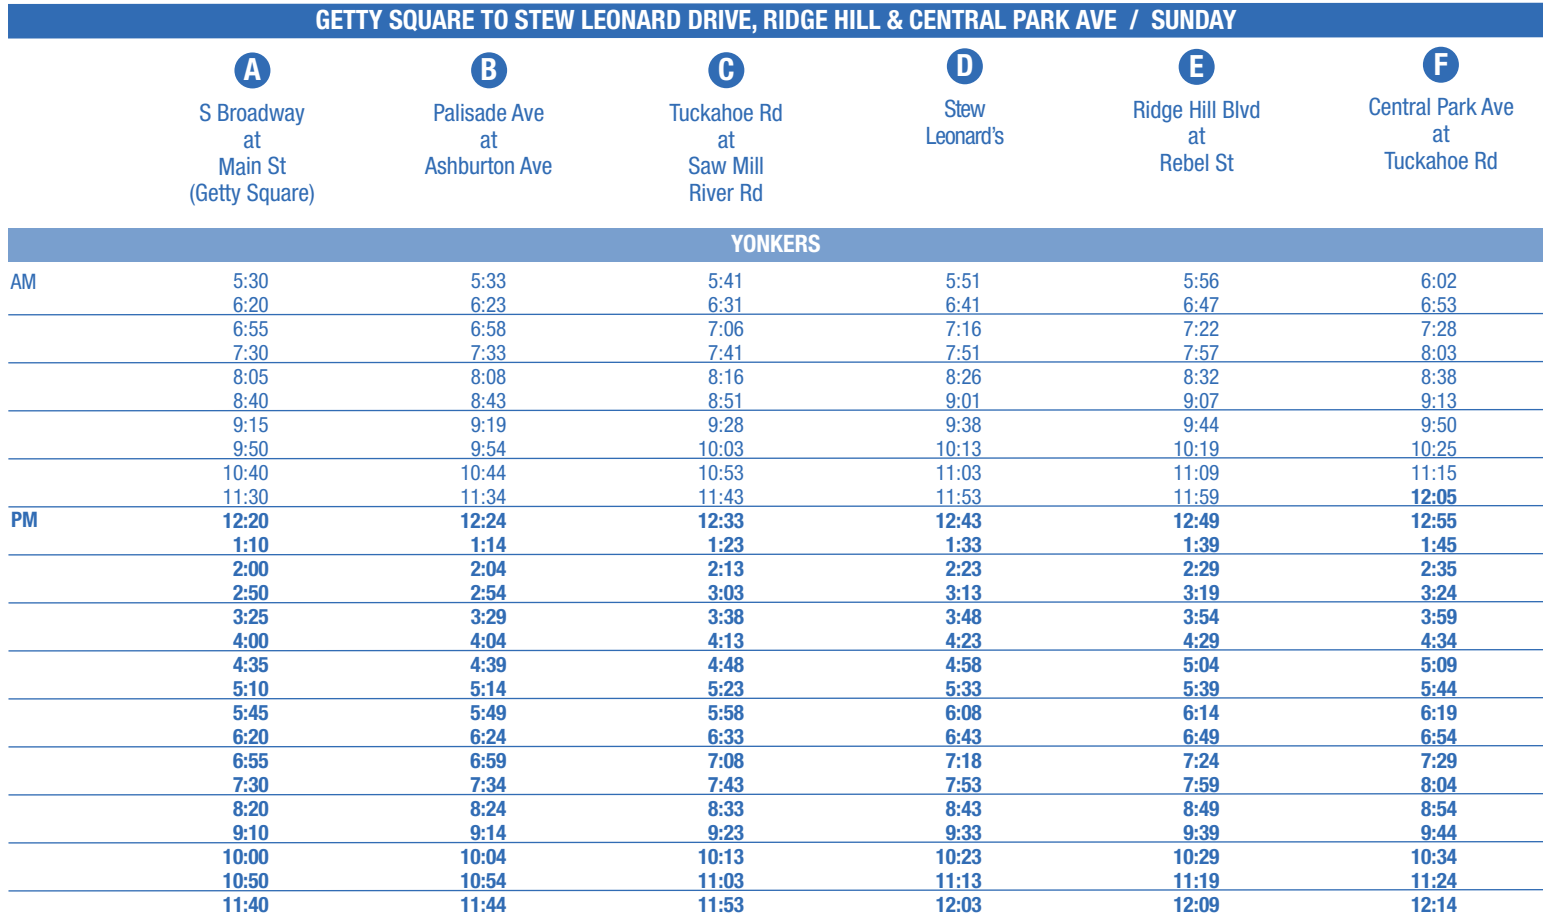 GETTY SQUARE TO STEW LEONARD DRIVE, RIDGE HILL & CENTRAL PARK AVE / SUNDAY
A B C D E F
S Broadway Palisade Ave Tuckahoe Rd Stew Ridge Hill Blvd Central Park Ave
at at at Leonard's at at
Main St Ashburton Ave Saw Mill Rebel St Tuckahoe Rd
(Getty Square) River Rd
YONKERS
AM 5:30 5:33 5:41 5:51 5:56 6:02
6:20 6:23 6:31 6:41 6:47 6:53
6:55 6:58 7:06 7:16 7:22 7:28
7:30 7:33 7:41 7:51 7:57 8:03
8:05 8:08 8:16 8:26 8:32 8:38
8:40 8:43 8:51 9:01 9:07 9:13
9:15 9:19 9:28 9:38 9:44 9:50
9:50 9:54 10:03 10:13 10:19 10:25
10:40 10:44 10:53 11:03 11:09 11:15
11:30 11:34 11:43 11:53 11:59 12:05
PM 12:20 12:24 12:33 12:43 12:49 12:55
1:10 1:14 1:23 1:33 1:39 1:45
2:00 2:04 2:13 2:23 2:29 2:35
2:50 2:54 3:03 3:13 3:19 3:24
3:25 3:29 3:38 3:48 3:54 3:59
4:00 4:04 4:13 4:23 4:29 4:34
4:35 4:39 4:48 4:58 5:04 5:09
5:10 5:14 5:23 5:33 5:39 5:44
5:45 5:49 5:58 6:08 6:14 6:19
6:20 6:24 6:33 6:43 6:49 6:54
6:55 6:59 7:08 7:18 7:24 7:29
7:30 7:34 7:43 7:53 7:59 8:04
8:20 8:24 8:33 8:43 8:49 8:54
9:10 9:14 9:23 9:33 9:39 9:44
10:00 10:04 10:13 10:23 10:29 10:34
10:50 10:54 11:03 11:13 11:19 11:24
11:40 11:44 11:53 12:03 12:09 12:14